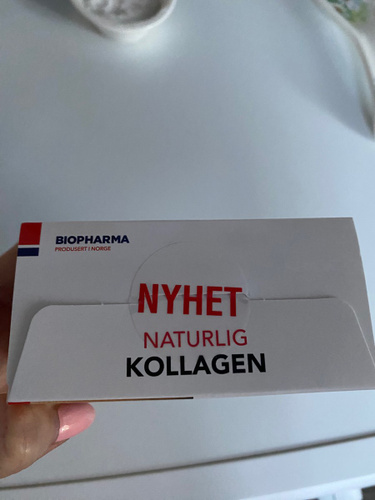 BIOPHARMA
PRODUSERT I NORGE
NYHET
NATURLIG
KOLLAGEN